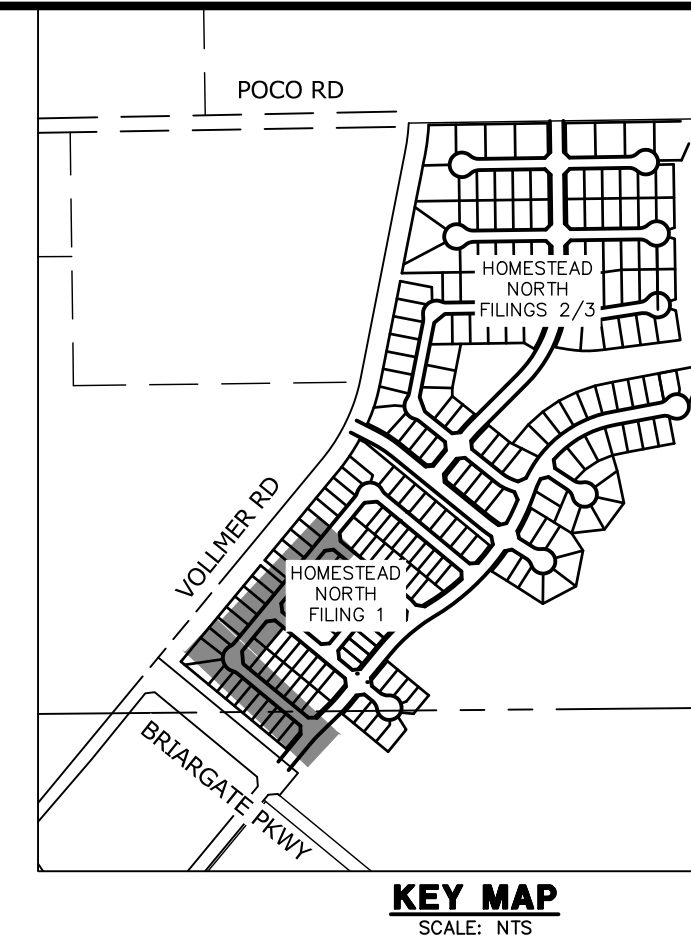 POCO RD
HOMESTEAD
NORTH
FILINGS 2/3
VOLLMER RD
HOMESTEAD
NORTH
FILING 1
BRIARGATE PKWY
KEY MAP
SCALE: NTS